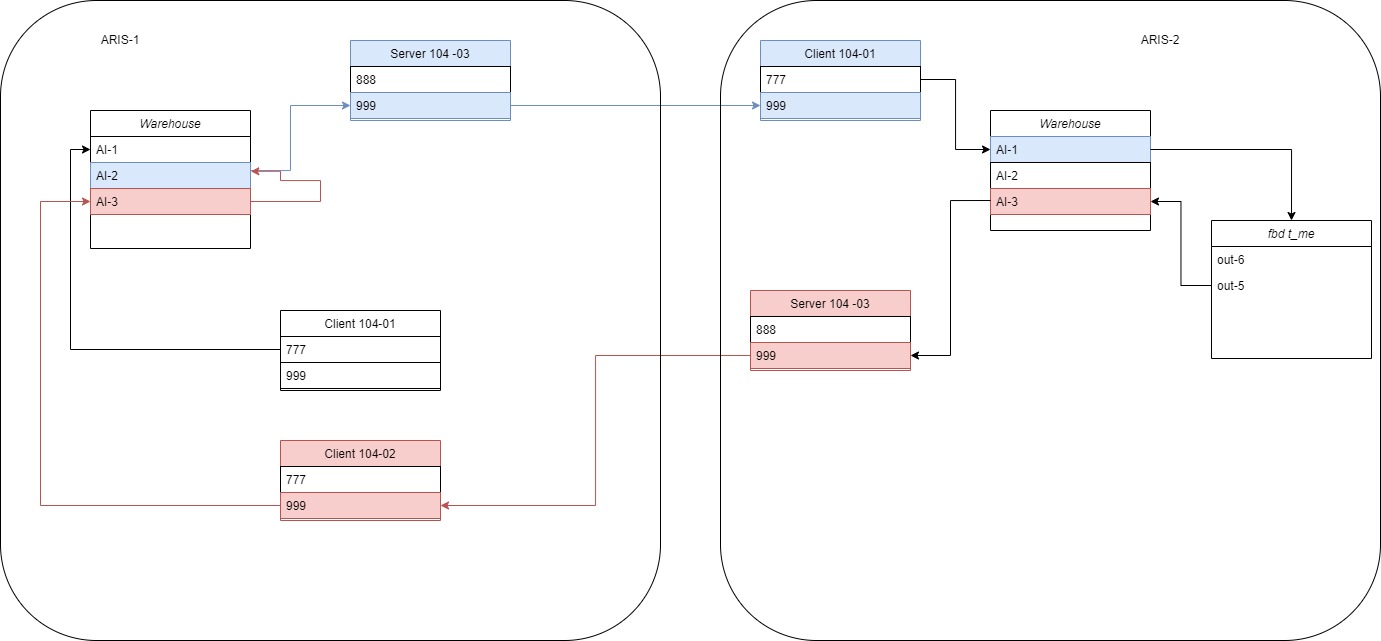 ARIS-1
Server 104 -03
888
999
Warehouse
AI-1
AI-2
AI-3
Client 104-01
777
999
Client 104-02
777
999
ARIS-2
Client 104-01
777
999
Warehouse
AI-1
AI-2
AI-3
fbd t_me
out-6
out-5
Server 104 -03
888
999